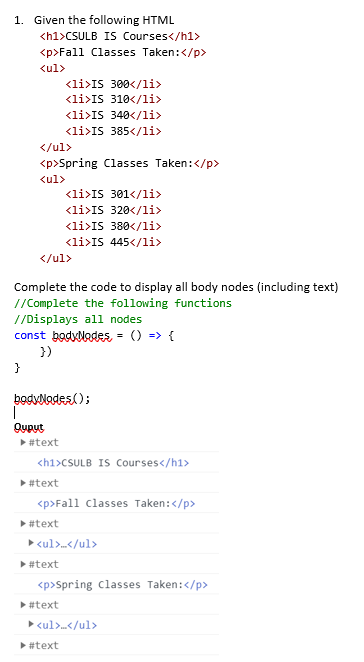 1. Given the following HTML
<h1>CSULB IS Courses</h1>
<p>Fall Classes Taken:</p>
<ul>
<li>IS 300</li>
<li>IS 310</li>
<li>IS 340</li>
<li>IS 385</li>
</ul>
<p>Spring Classes Taken:</p>
<ul>
<li>IS 301</li>
<li>IS 320</li>
<li>IS 380</li>
<li>IS 445</li>
</ul>
Complete the code to display all body nodes (including text)
//Complete the following functions
//Displays all nodes
const bodyNodes = () => {
})
}
bodyNodes();
Ouput
#text
<h1>CSULB IS Courses</h1>
#text
<p>Fall Classes Taken:</p>
#text
<ul>…</ul>
#text
<p>Spring Classes Taken:</p>
#text
<ul>…</ul>
#text